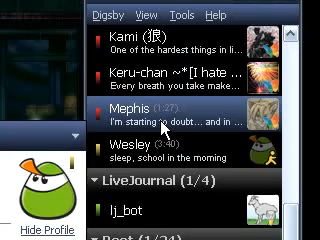 Digsby View Tools Help
Kami (狼)
One of the hardest things in li...
Keru-chan ~*[I hate ...
Every breath you take make...
Mephis (1:27)
I'm starting to doubt... and in ...
Wesley (3:40)
sleep, school in the morning
LiveJournal (1/4)
lj_bot
Hide Profile